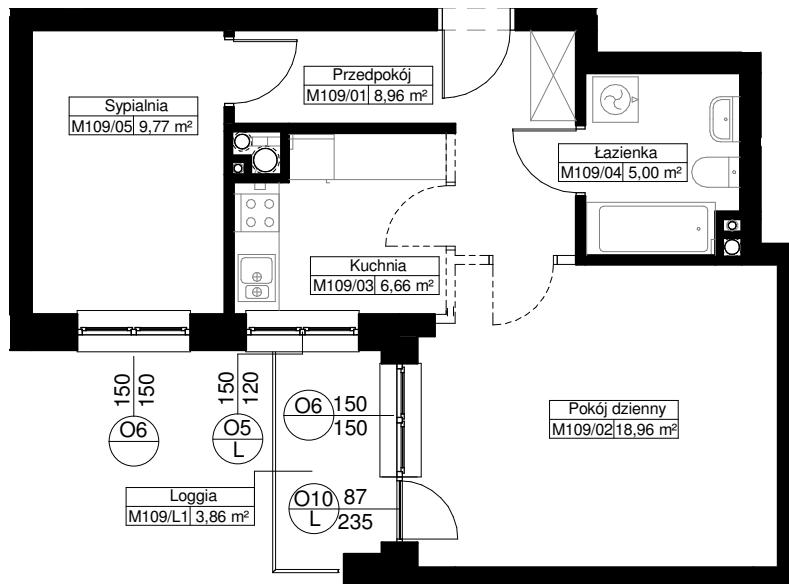 Przedpokój
M109/01 8,96 m²
Sypialnia
M109/05 9,77 m²
Łazienka
M109/04 5,00 m²
Kuchnia
M109/03 6,66 m²
Pokój dzienny
M109/02 18,96 m²
150
150
O6
150
120
O5
L
O6
150
150
Loggia
M109/L1 3,86 m²
O10
L
87
235